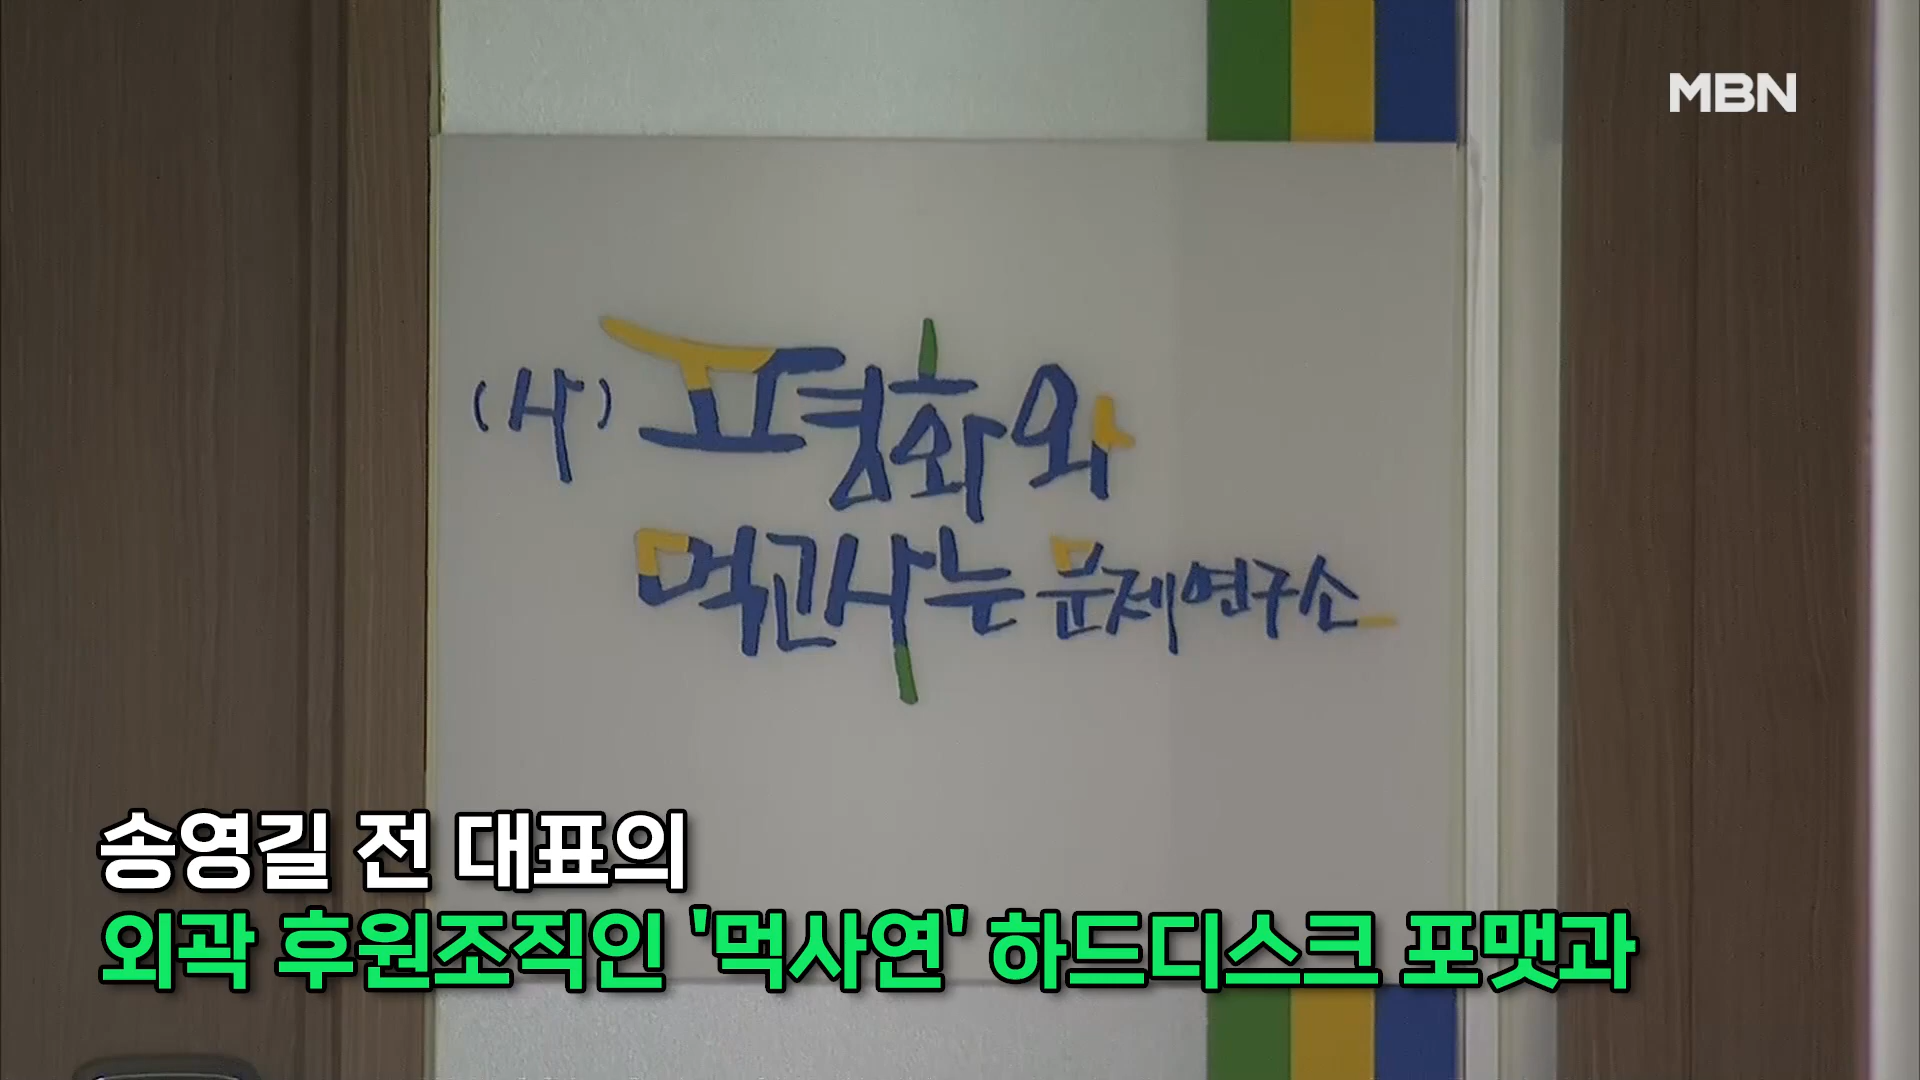 MBN
(사) 평화와
먹고사는 문제연구소
송영길 전 대표의
외곽 후원조직인 '먹사연' 하드디스크 포맷과